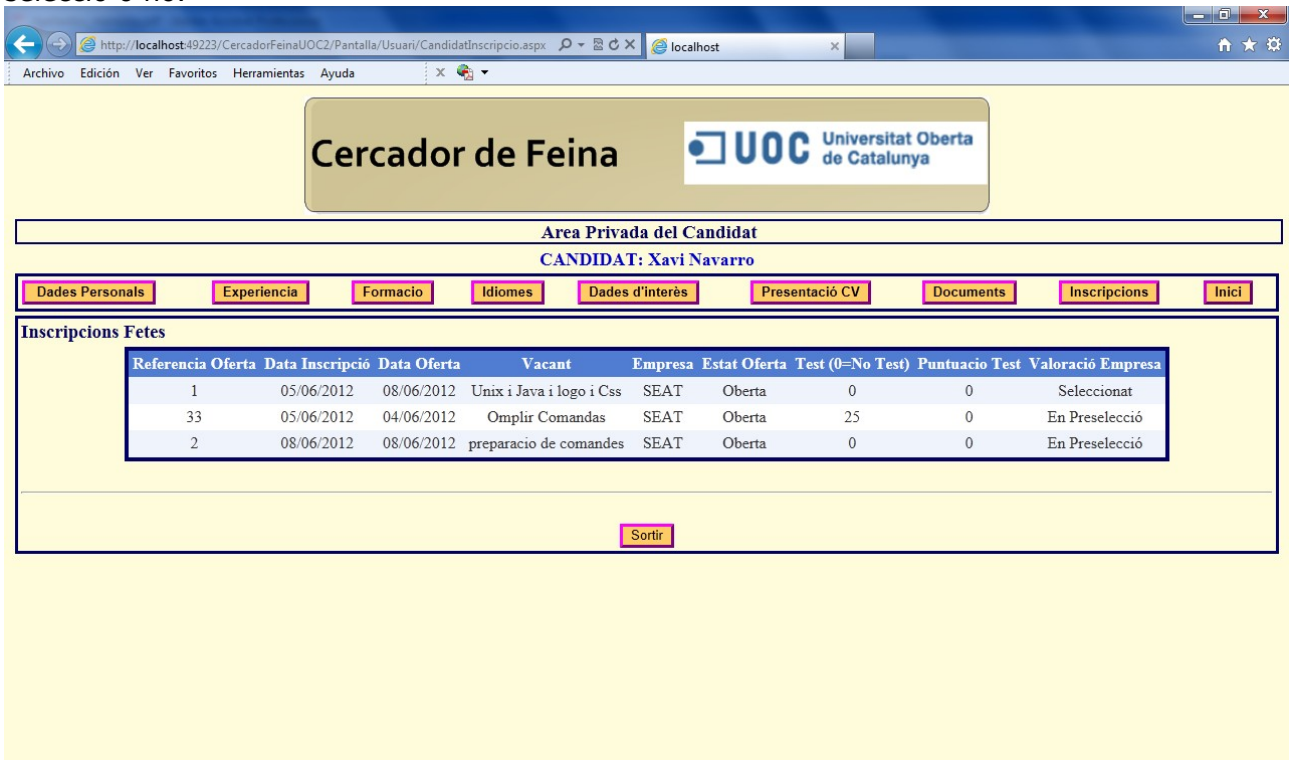 http://localhost:49223/CercadorFeinaUOC2/Pantalla/Usuari/CandidatInscripcio.aspx localhost
Archivo Edición Ver Favoritos Herramientas Ayuda
Cercador de Feina
UOC Universitat Oberta
de Catalunya
Area Privada del Candidat
CANDIDAT: Xavi Navarro
Dades Personals Experiencia Formacio Idiomes Dades d'interès Presentació CV Documents Inscripcions Inici
Inscripcions Fetes
Referencia Oferta Data Inscripció Data Oferta Vacant Empresa Estat Oferta Test (0=No Test) Puntuacio Test Valoració Empresa
1 05/06/2012 08/06/2012 Unix i Java i logo i Css SEAT Oberta 0 0 Seleccionat
33 05/06/2012 04/06/2012 Omplir Comandas SEAT Oberta 25 0 En Preselecció
2 08/06/2012 08/06/2012 preparacio de comandes SEAT Oberta 0 0 En Preselecció
Sortir